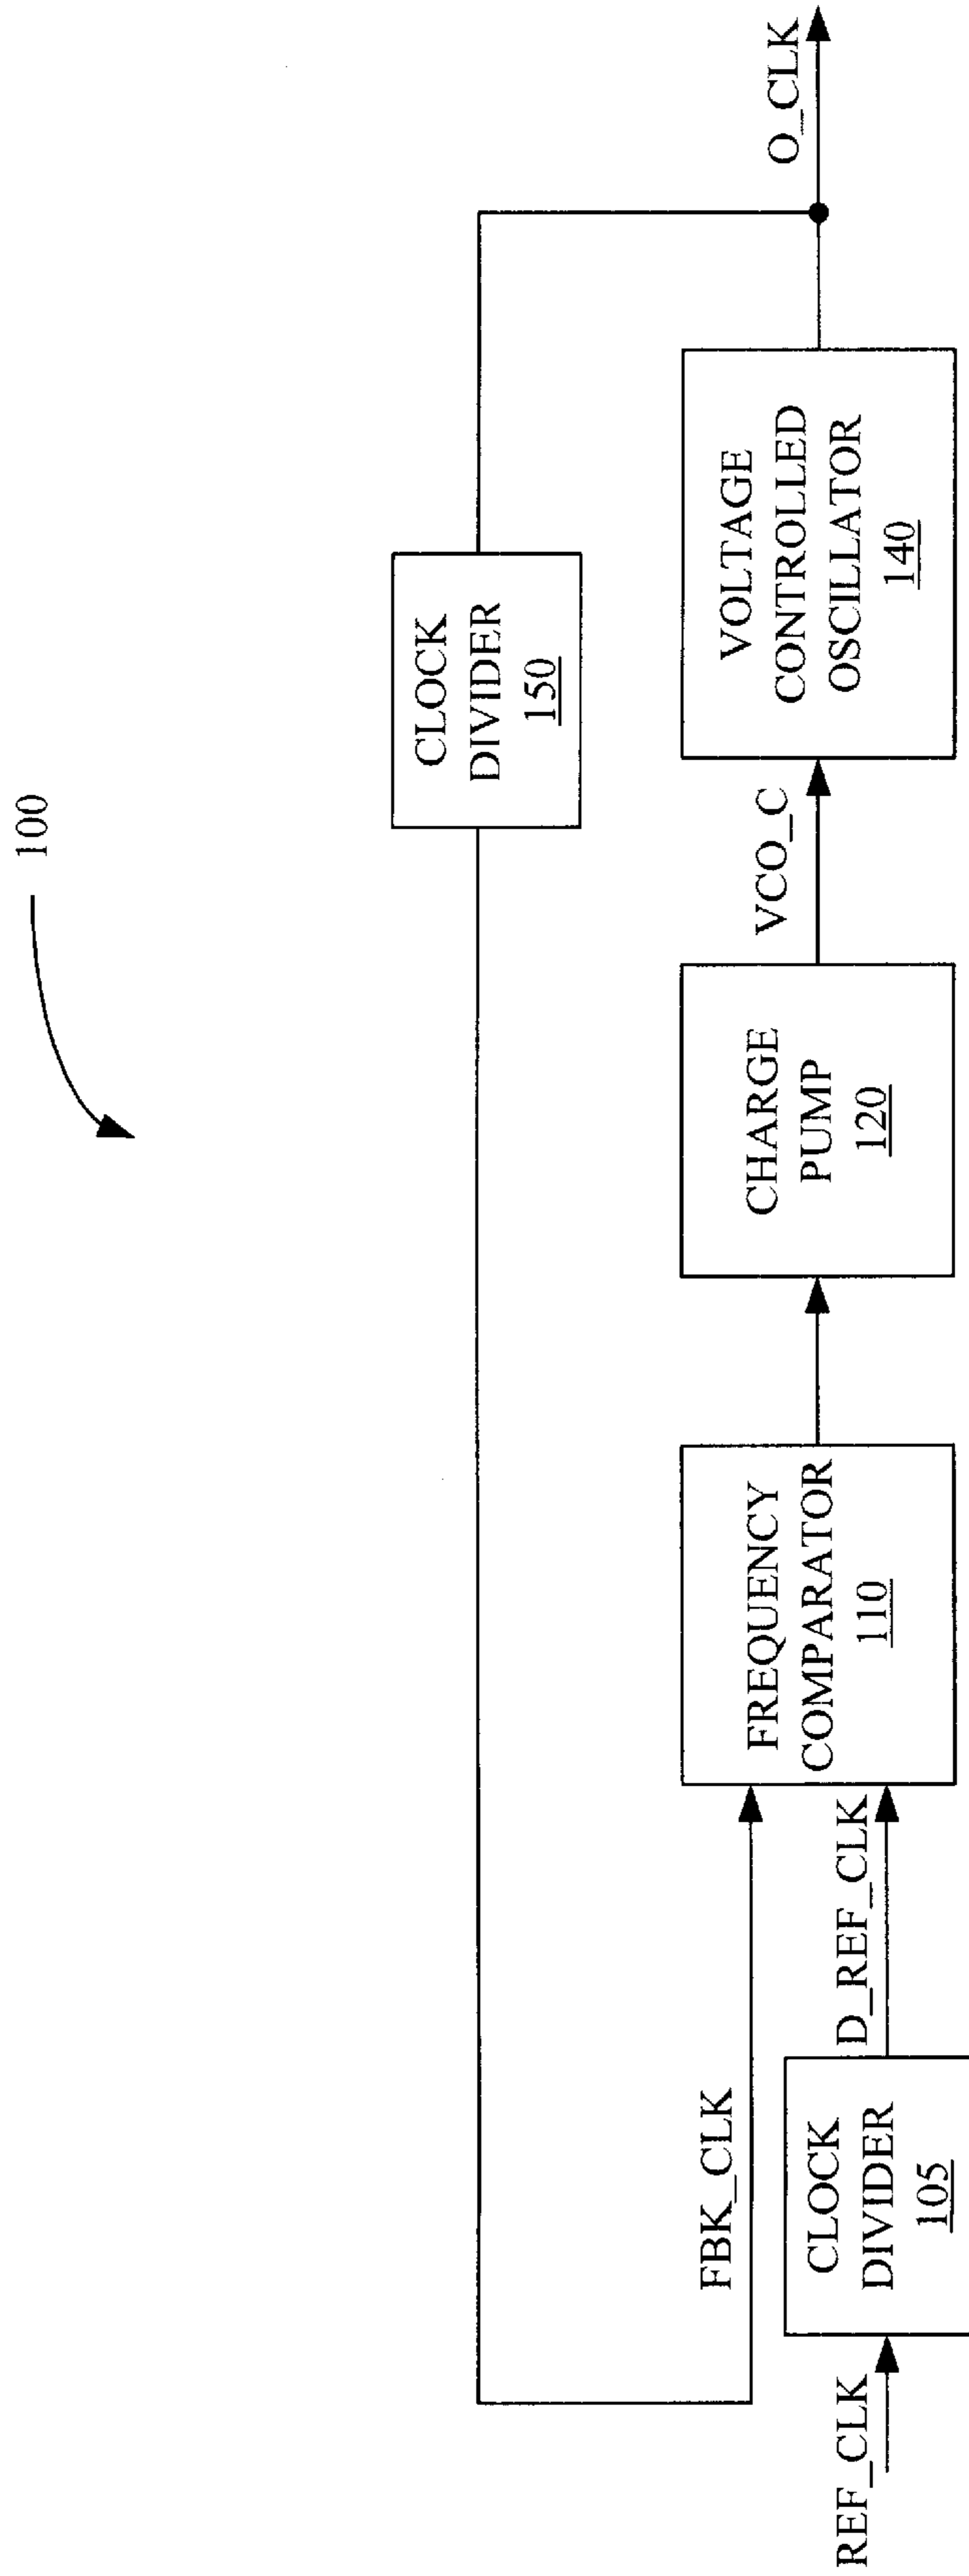 100
CLOCK
DIVIDER
150
FBK_CLK
REF_CLK
CLOCK
DIVIDER
105
D_REF_CLK
FREQUENCY
COMPARATOR
110
CHARGE
PUMP
120
VCO_C
VOLTAGE
CONTROLLED
OSCILLATOR
140
O_CLK